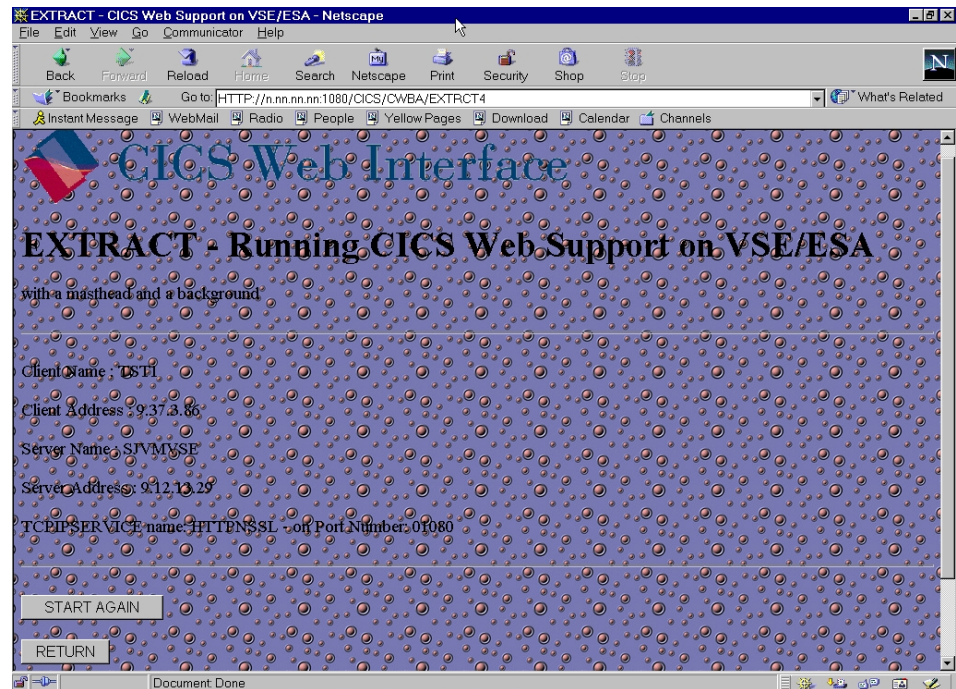 EXTRACT - CICS Web Support on VSE/ESA - Netscape
File Edit View Go Communicator Help
Back Forward Reload Home Search Netscape Print Security Shop Stop
Bookmarks Go to: HTTP://n.nn.nn.nn:1080/CICS/CWBA/EXTRCT4 What's Related
Instant Message WebMail Radio People Yellow Pages Download Calendar Channels
CICS Web Interface
EXTRACT - Running CICS Web Support on VSE/ESA
with a masthead and a background
Client Name : TST1
Client Address : 9.37.3.86
Server Name : SJVMVSE
Server Address : 9.12.13.29
TCPIPSERVICE name: HTTPNSSL - on Port Number: 01080
START AGAIN
RETURN
Document: Done